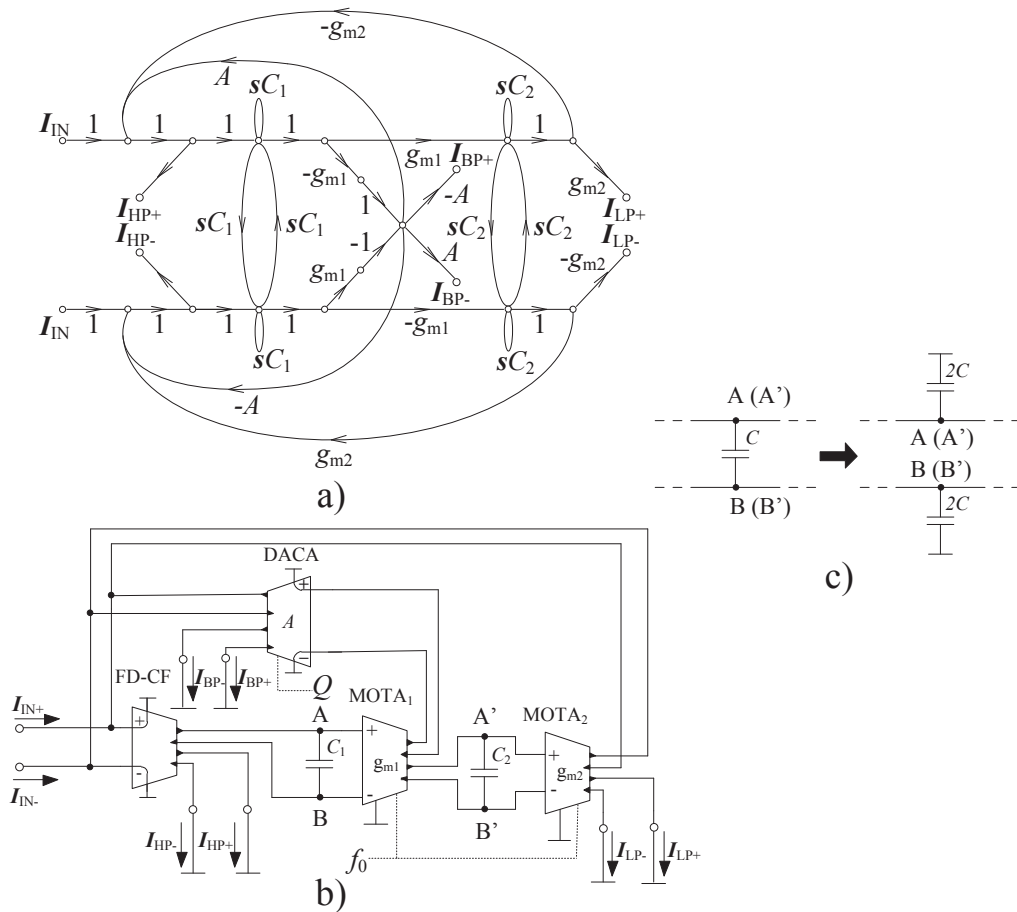 -gm2
A
sC1 sC2
IIN 1 1 1 1 gm1 1
IBP+
-gm1 -A gm2
1
IHP+ ILP+
sC1 sC1 sC2 sC2
IHP- ILP-
-1 A
gm1 -gm2
IBP-
IIN 1 1 1 1 -gm1 1
sC1 sC2
-A
gm2
a)
A (A') 2C
C A (A')
B (B')
B (B') 2C
c)
DACA
+
A
−
FD-CF
IBP- IBP+ Q MOTA1
IIN+ A A' MOTA2
+ + +
C1 gm1 C2 gm2
- - -
IIN- B B'
IHP- IHP+ f0 ILP- ILP+
b)